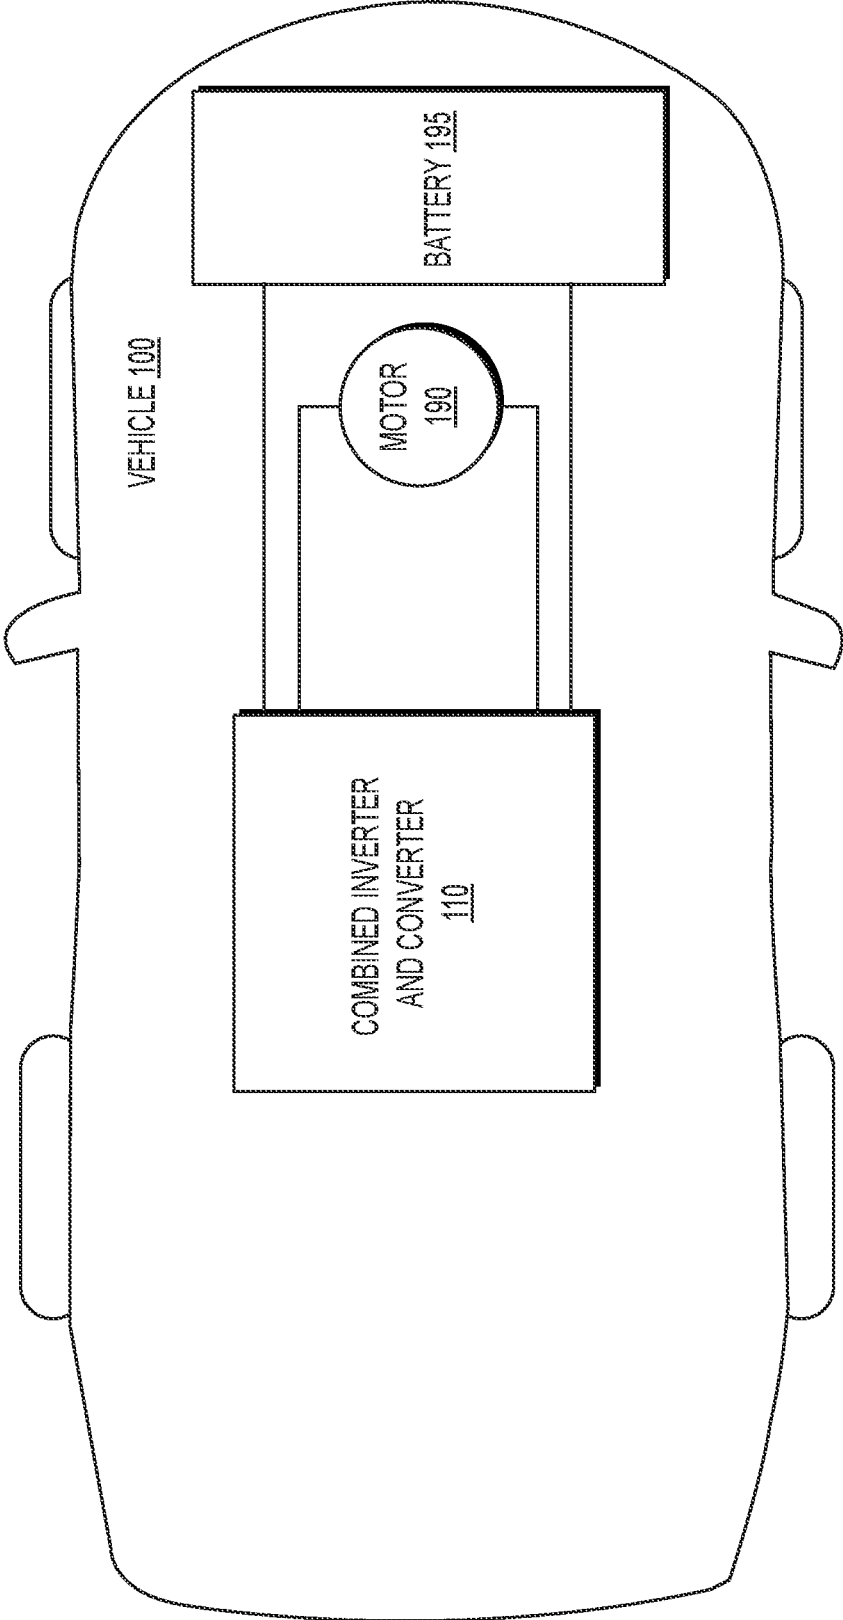 VEHICLE 100
BATTERY 195
MOTOR
190
COMBINED INVERTER
AND CONVERTER
110